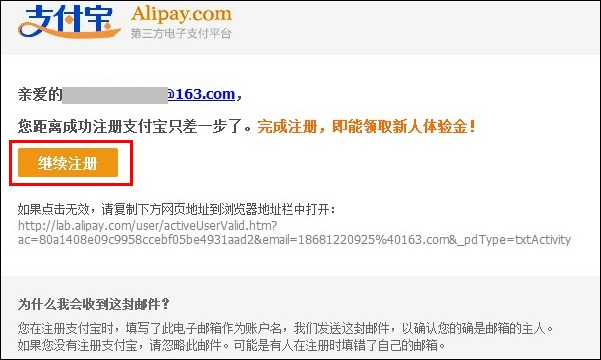 支付宝 Alipay.com
第三方电子支付平台
亲爱的 @163.com，
您距离成功注册支付宝只差一步了。完成注册，即能领取新人体验金！
继续注册
如果点击无效，请复制下方网页地址到浏览器地址栏中打开：
http://lab.alipay.com/user/activeUserValid.htm?
ac=80a1408e09c9958ccebf05be4931aad2&email=18681220925%40163.com&_pdType=txtActivity
为什么我会收到这封邮件？
您在注册支付宝时，填写了此电子邮箱作为账户名，我们发送这封邮件，以确认您的确是邮箱的主人。
如果您没有注册支付宝，请忽略此邮件。可能是有人在注册时填错了自己的邮箱。